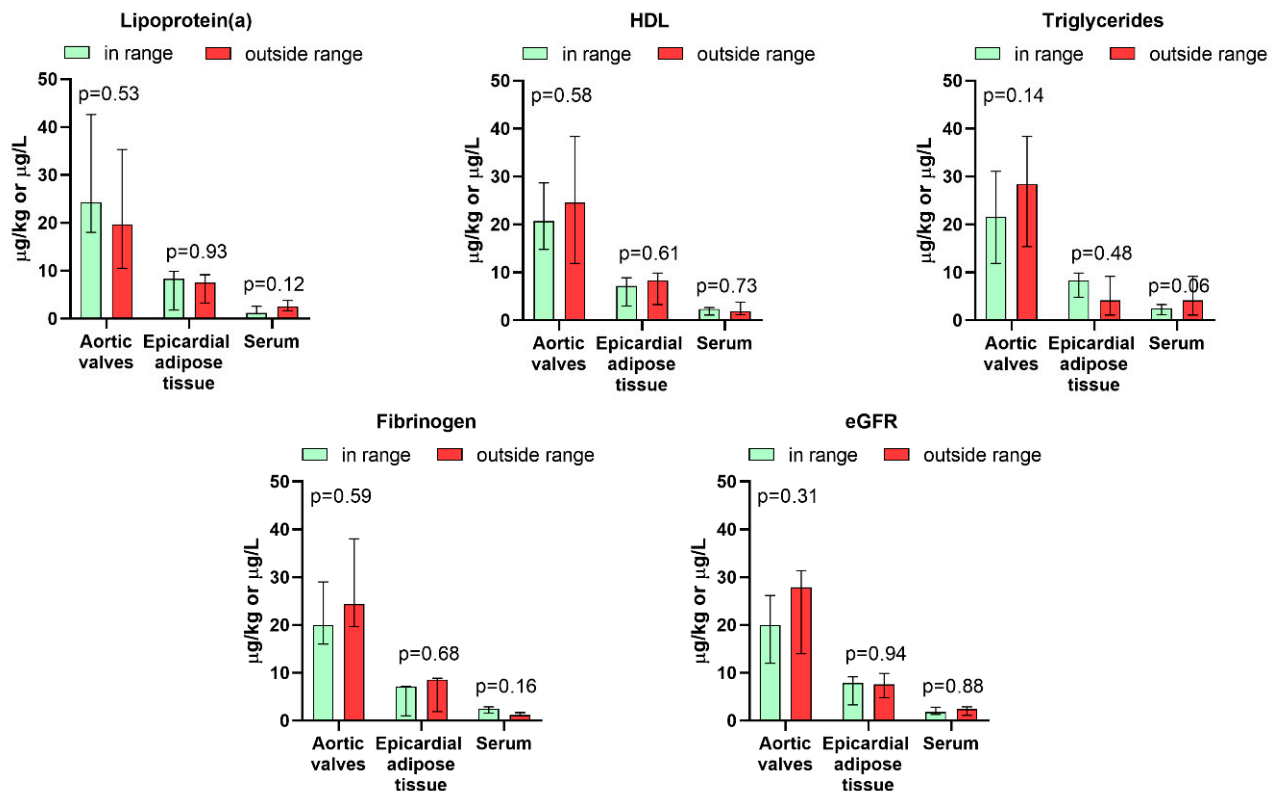 Lipoprotein(a)
in range outside range
μg/kg or μg/L
50
40
30
20
10
0
p=0.53
p=0.93
p=0.12
Aortic valves
Epicardial adipose tissue
Serum
HDL
in range outside range
μg/kg or μg/L
50
40
30
20
10
0
p=0.58
p=0.61
p=0.73
Aortic valves
Epicardial adipose tissue
Serum
Triglycerides
in range outside range
μg/kg or μg/L
50
40
30
20
10
0
p=0.14
p=0.48
p=0.06
Aortic valves
Epicardial adipose tissue
Serum
Fibrinogen
in range outside range
μg/kg or μg/L
50
40
30
20
10
0
p=0.59
p=0.68
p=0.16
Aortic valves
Epicardial adipose tissue
Serum
eGFR
in range outside range
μg/kg or μg/L
50
40
30
20
10
0
p=0.31
p=0.94
p=0.88
Aortic valves
Epicardial adipose tissue
Serum